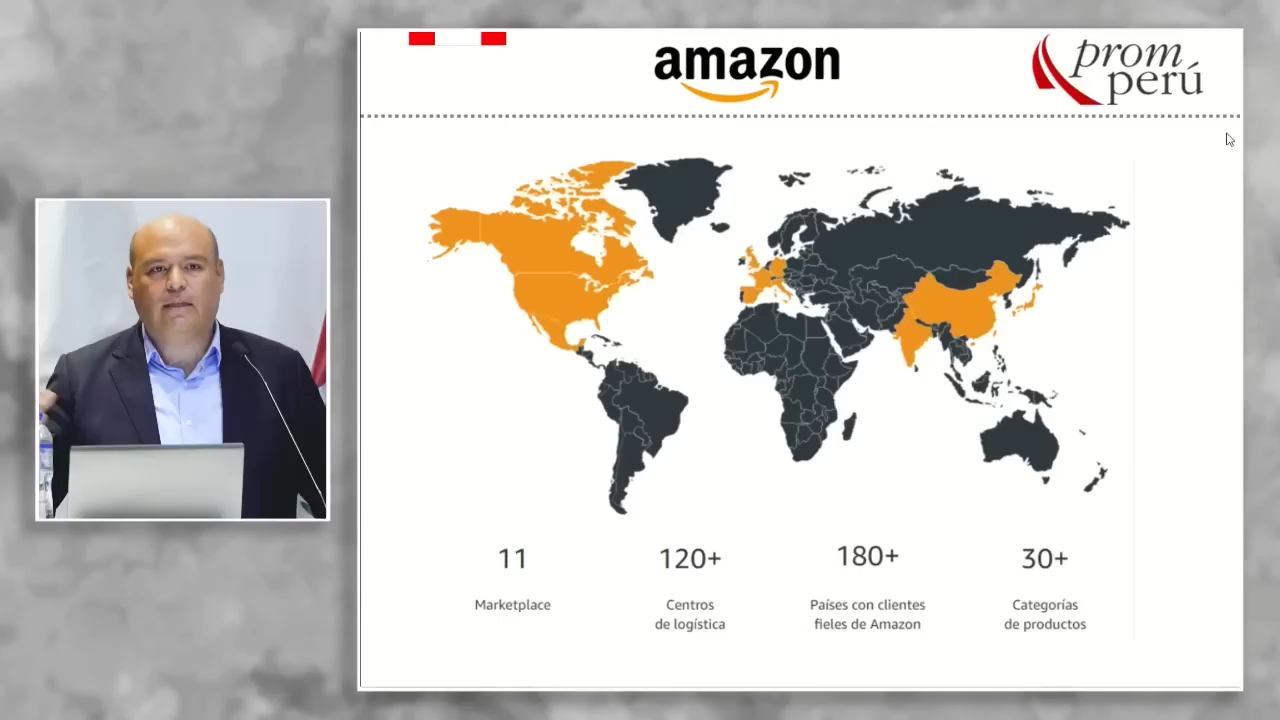 amazon
prom
perú
11
Marketplace
120+
Centros
de logística
180+
Países con clientes
fieles de Amazon
30+
Categorías
de productos